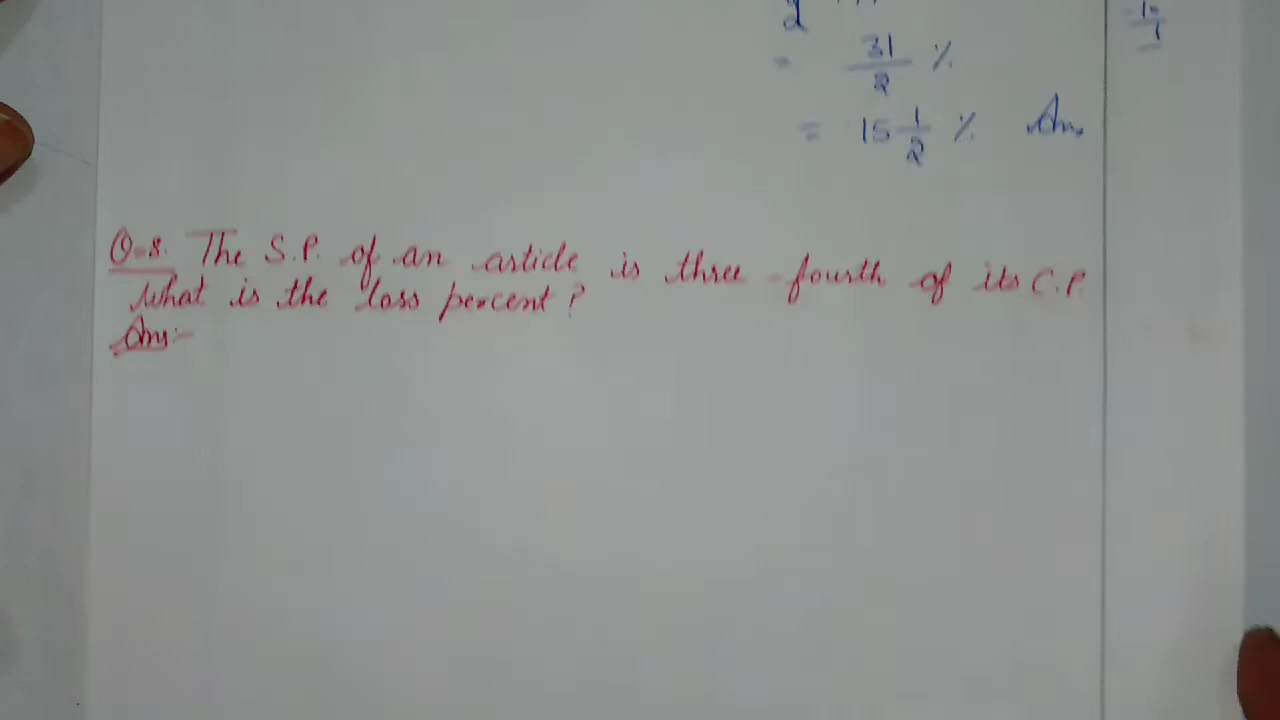 = 31/2 %
= 15 1/2 % Ans
Q-8. The S.P. of an article is three-fourth of its C.P.
What is the loss percent?
Ans:-